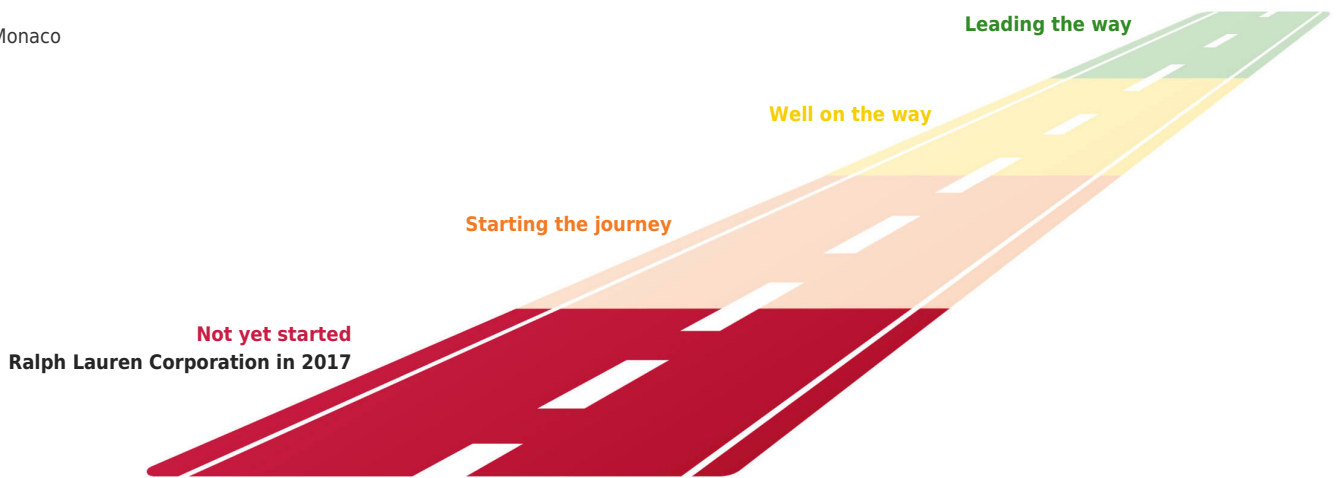 Leading the way
Monaco
Well on the way
Starting the journey
Not yet started
Ralph Lauren Corporation in 2017